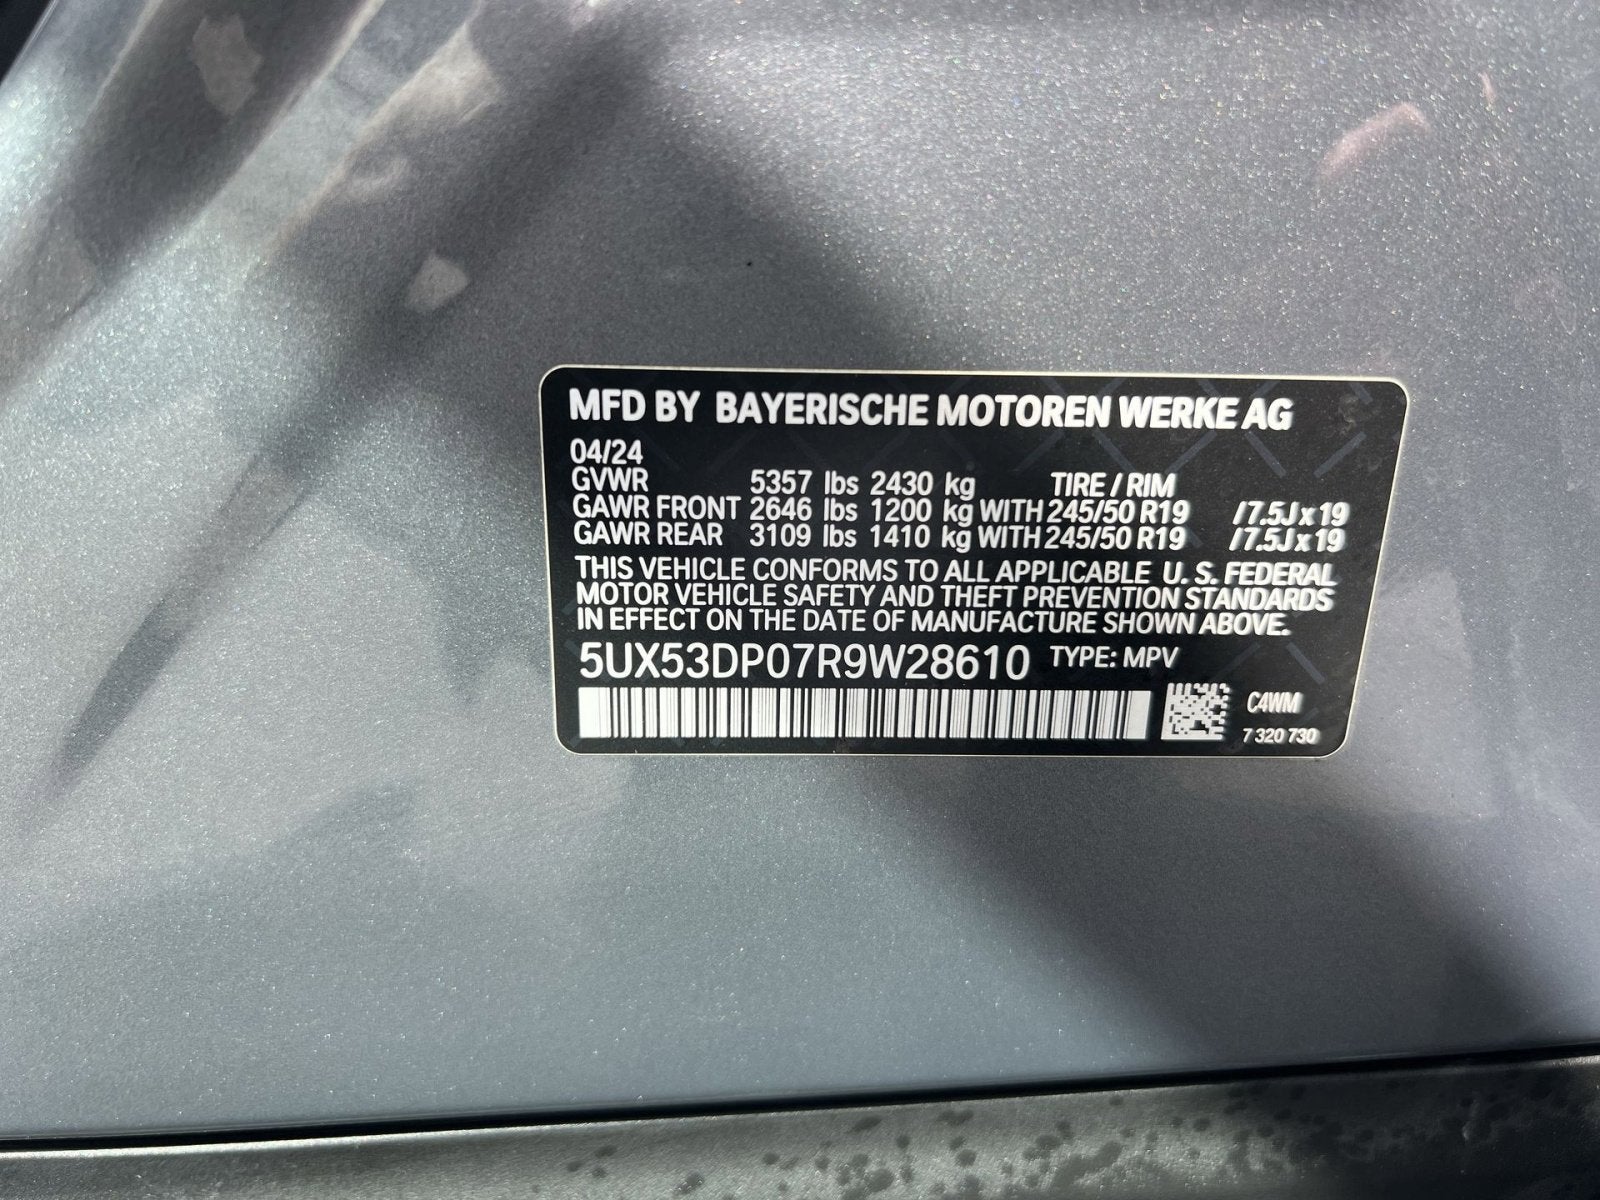 MFD BY BAYERISCHE MOTOREN WERKE AG
04/24
GVWR 5357 lbs 2430 kg TIRE / RIM
GAWR FRONT 2646 lbs 1200 kg WITH 245/50 R19 /7.5J x 19
GAWR REAR 3109 lbs 1410 kg WITH 245/50 R19 /7.5J x 19
THIS VEHICLE CONFORMS TO ALL APPLICABLE U. S. FEDERAL
MOTOR VEHICLE SAFETY AND THEFT PREVENTION STANDARDS
IN EFFECT ON THE DATE OF MANUFACTURE SHOWN ABOVE.
5UX53DP07R9W28610 TYPE: MPV
C4WM
7 320 730